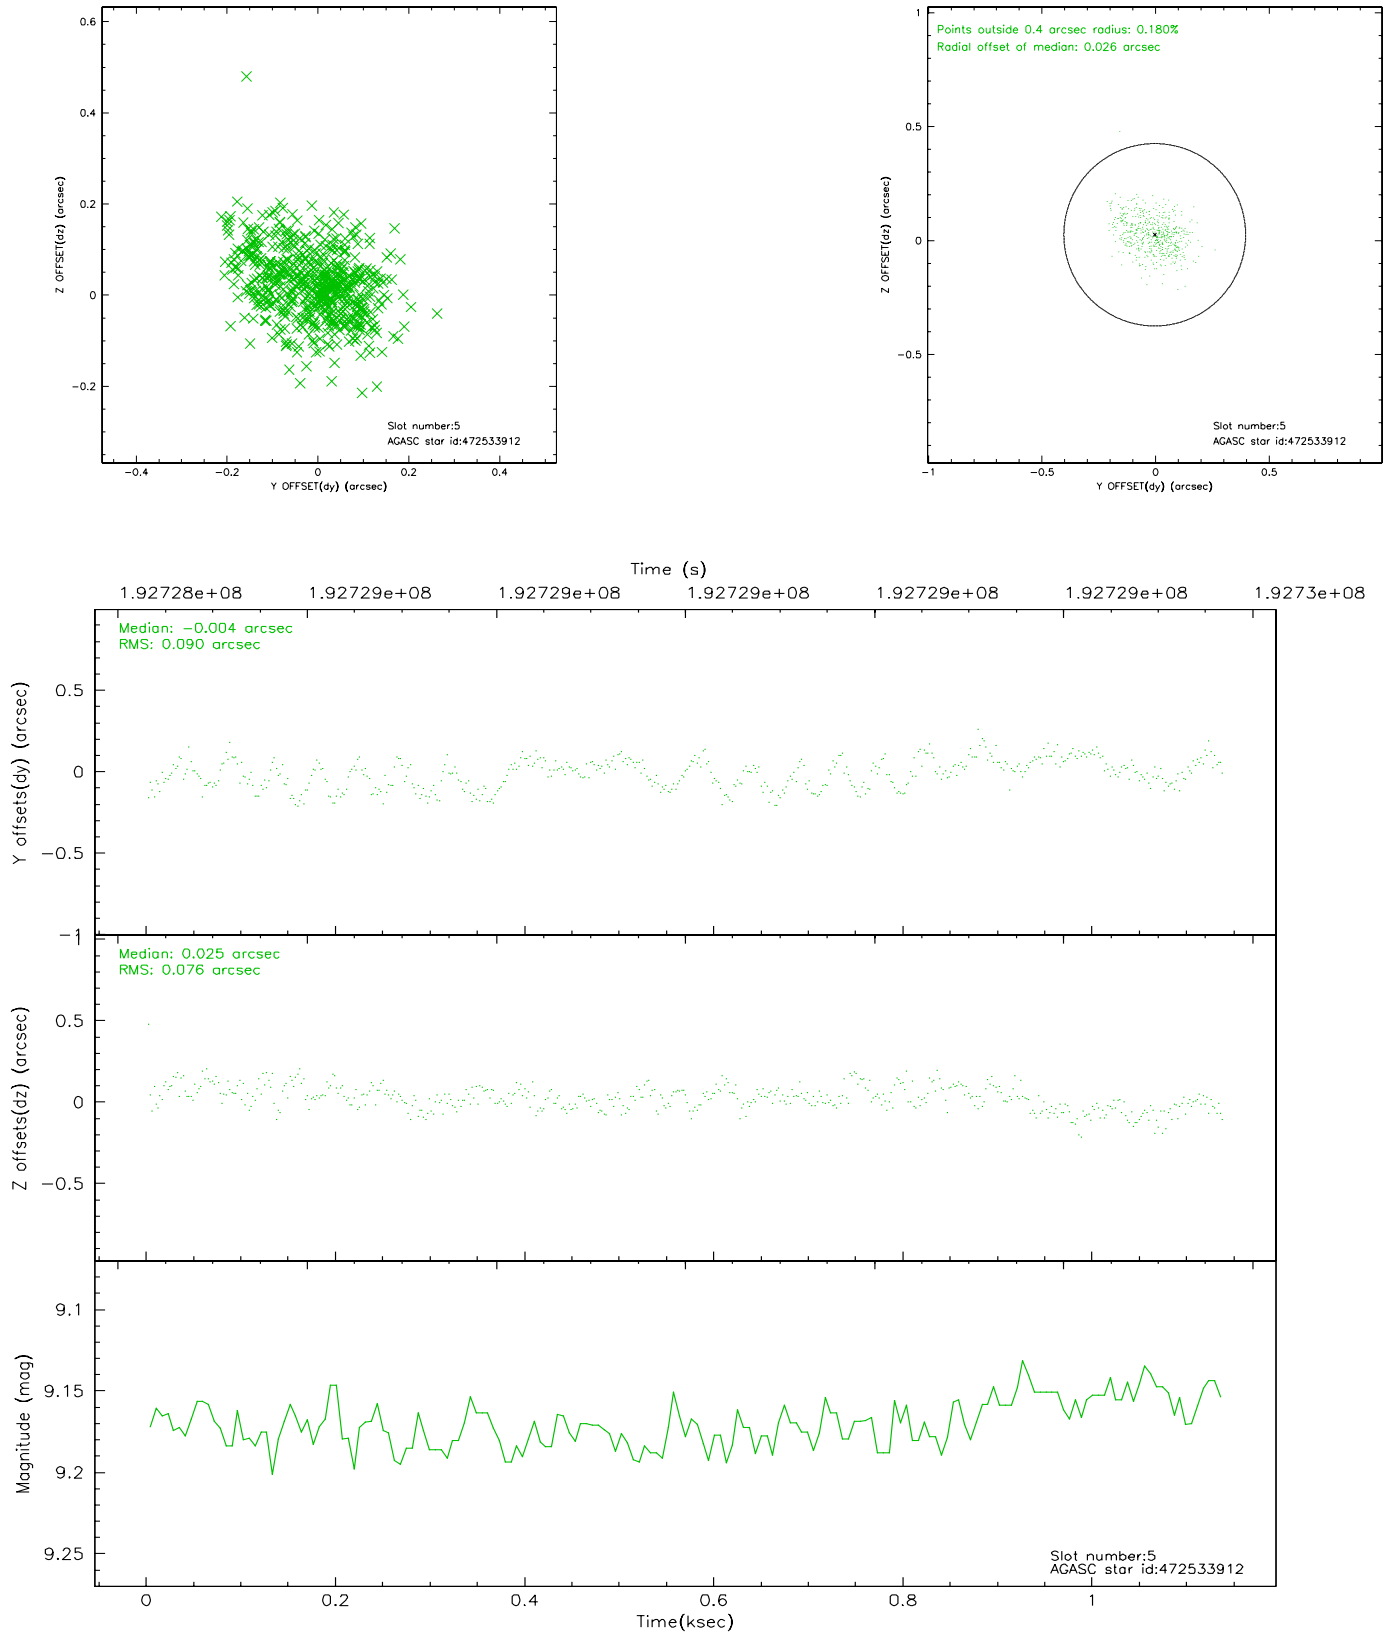 0.6
0.4
0.2
0
−0.2
Z OFFSET(dz) (arcsec)
Slot number:5
AGASC star id:472533912
−0.4 −0.2 0 0.2 0.4
Y OFFSET(dy) (arcsec)
Points outside 0.4 arcsec radius: 0.180%
Radial offset of median: 0.026 arcsec
1
0.5
0
−0.5
Z OFFSET(dz) (arcsec)
Slot number:5
AGASC star id:472533912
−1 −0.5 0 0.5
Y OFFSET(dy) (arcsec)
Time (s)
1.92728e+08 1.92729e+08 1.92729e+08 1.92729e+08 1.92729e+08 1.92729e+08 1.9273e+08
Median: −0.004 arcsec
RMS: 0.090 arcsec
0.5
0
−0.5
−1
Y offsets(dy) (arcsec)
Median: 0.025 arcsec
RMS: 0.076 arcsec
1
0.5
0
−0.5
Z offsets(dz) (arcsec)
9.1
9.15
9.2
9.25
Magnitude (mag)
Slot number:5
AGASC star id:472533912
0 0.2 0.4 0.6 0.8 1
Time(ksec)